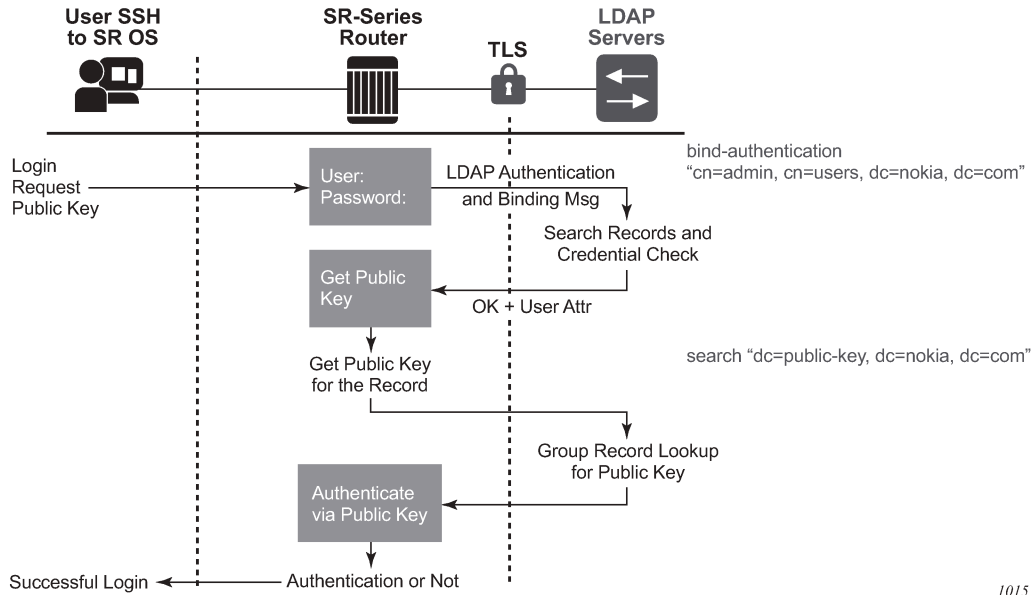 User SSH
to SR OS
SR-Series
Router
TLS
LDAP
Servers
Login
Request
Public Key
User:
Password:
LDAP Authentication
and Binding Msg
bind-authentication
“cn=admin, cn=users, dc=nokia, dc=com”
Search Records and
Credential Check
Get Public
Key
OK + User Attr
Get Public Key
for the Record
search “dc=public-key, dc=nokia, dc=com”
Group Record Lookup
for Public Key
Authenticate
via Public Key
Successful Login
Authentication or Not
1015